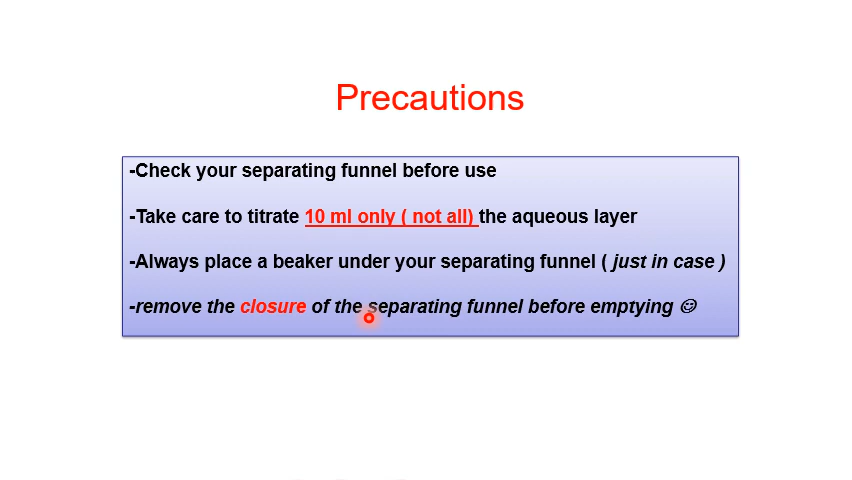 Precautions
-Check your separating funnel before use
-Take care to titrate 10 ml only ( not all) the aqueous layer
-Always place a beaker under your separating funnel ( just in case )
-remove the closure of the separating funnel before emptying ☺